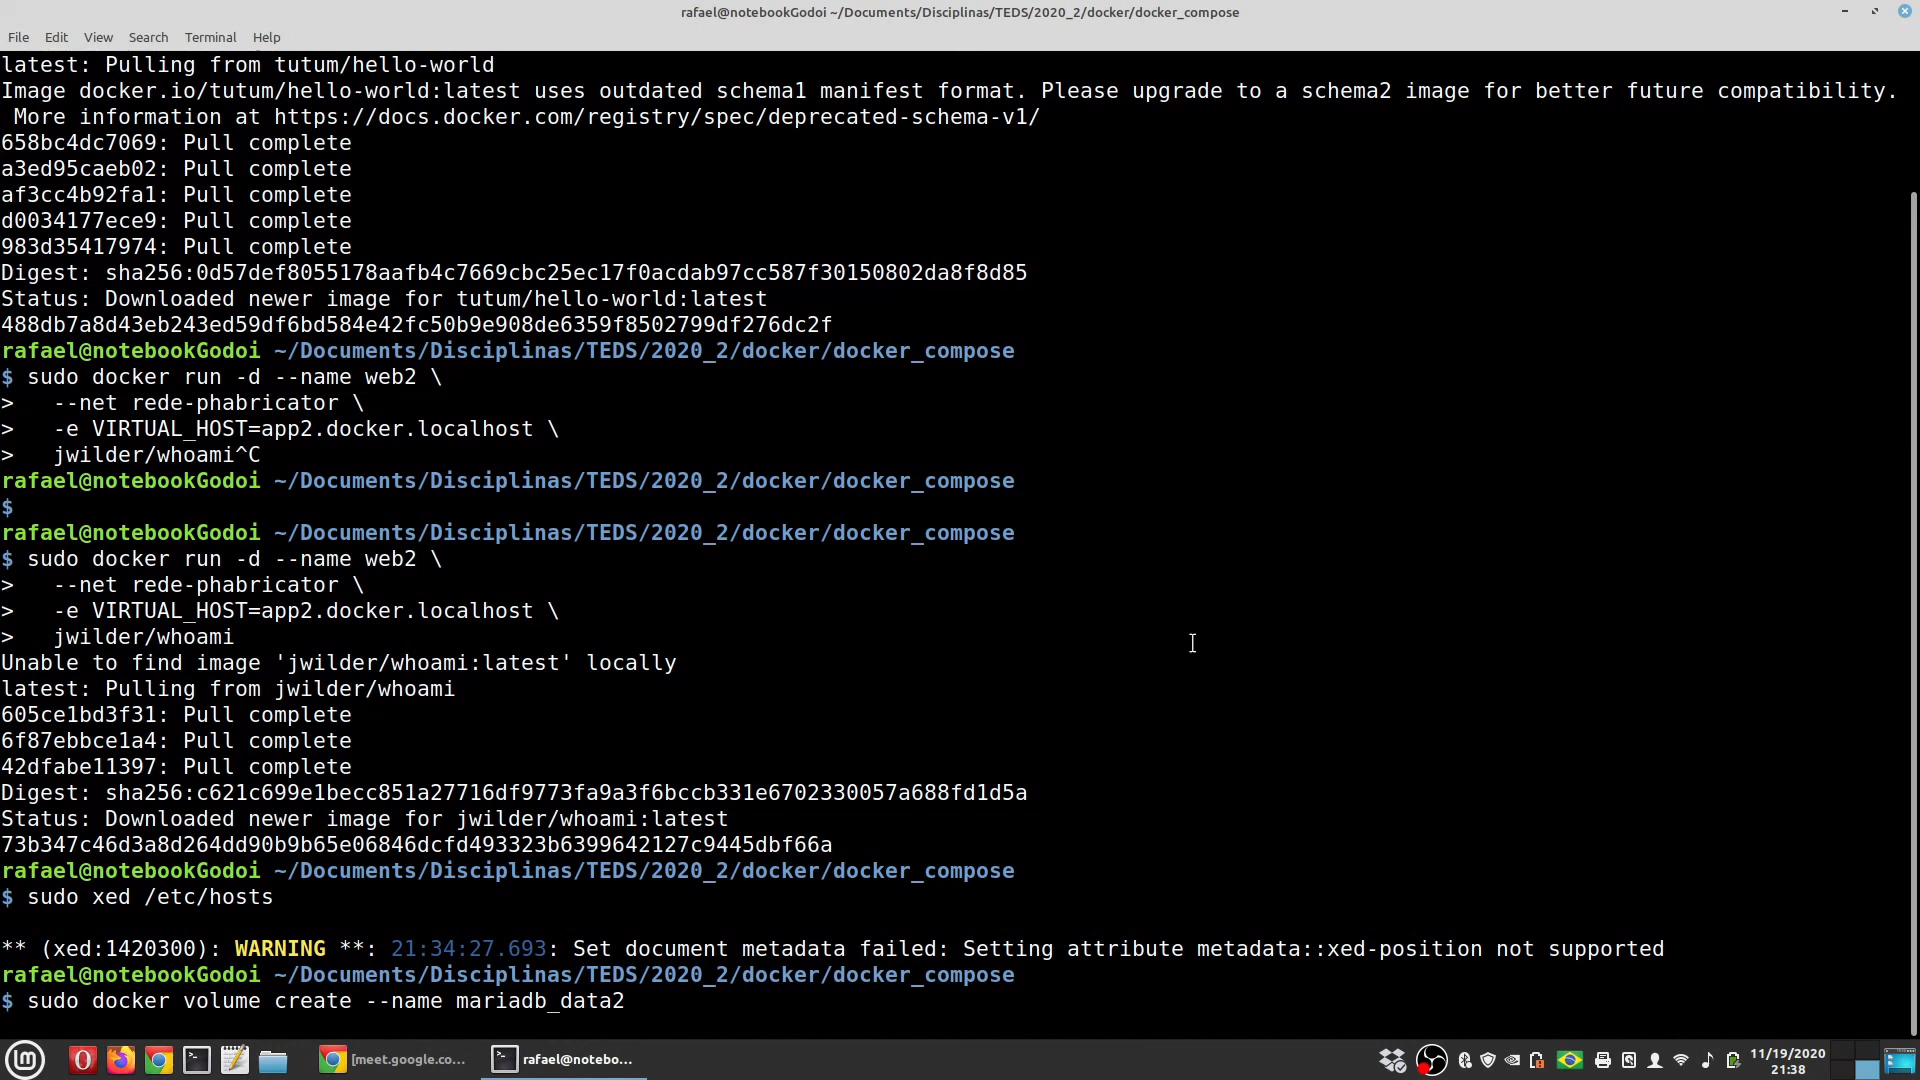 rafael@notebookGodoi ~/Documents/Disciplinas/TEDS/2020_2/docker/docker_compose
File Edit View Search Terminal Help
latest: Pulling from tutum/hello-world
Image docker.io/tutum/hello-world:latest uses outdated schema1 manifest format. Please upgrade to a schema2 image for better future compatibility.
 More information at https://docs.docker.com/registry/spec/deprecated-schema-v1/
658bc4dc7069: Pull complete
a3ed95caeb02: Pull complete
af3cc4b92fa1: Pull complete
d0034177ece9: Pull complete
983d35417974: Pull complete
Digest: sha256:0d57def8055178aafb4c7669cbc25ec17f0acdab97cc587f30150802da8f8d85
Status: Downloaded newer image for tutum/hello-world:latest
488db7a8d43eb243ed59df6bd584e42fc50b9e908de6359f8502799df276dc2f
rafael@notebookGodoi ~/Documents/Disciplinas/TEDS/2020_2/docker/docker_compose
$ sudo docker run -d --name web2 \
>   --net rede-phabricator \
>   -e VIRTUAL_HOST=app2.docker.localhost \
>   jwilder/whoami^C
rafael@notebookGodoi ~/Documents/Disciplinas/TEDS/2020_2/docker/docker_compose
$
rafael@notebookGodoi ~/Documents/Disciplinas/TEDS/2020_2/docker/docker_compose
$ sudo docker run -d --name web2 \
>   --net rede-phabricator \
>   -e VIRTUAL_HOST=app2.docker.localhost \
>   jwilder/whoami
Unable to find image 'jwilder/whoami:latest' locally
latest: Pulling from jwilder/whoami
605ce1bd3f31: Pull complete
6f87ebbce1a4: Pull complete
42dfabe11397: Pull complete
Digest: sha256:c621c699e1becc851a27716df9773fa9a3f6bccb331e6702330057a688fd1d5a
Status: Downloaded newer image for jwilder/whoami:latest
73b347c46d3a8d264dd90b9b65e06846dcfd493323b6399642127c9445dbf66a
rafael@notebookGodoi ~/Documents/Disciplinas/TEDS/2020_2/docker/docker_compose
$ sudo xed /etc/hosts
** (xed:1420300): WARNING **: 21:34:27.693: Set document metadata failed: Setting attribute metadata::xed-position not supported
rafael@notebookGodoi ~/Documents/Disciplinas/TEDS/2020_2/docker/docker_compose
$ sudo docker volume create --name mariadb_data2
[meet.google.co... rafael@notebo... 11/19/2020
21:38